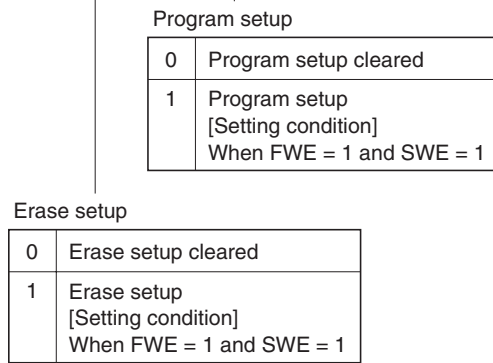 Program setup
0 Program setup cleared
1 Program setup
[Setting condition]
When FWE = 1 and SWE = 1
Erase setup
0 Erase setup cleared
1 Erase setup
[Setting condition]
When FWE = 1 and SWE = 1